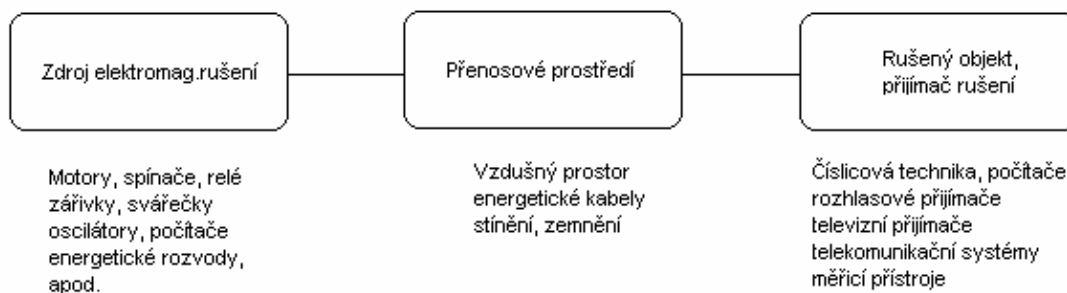 Zdroj elektromag.rušení
Přenosové prostředí
Rušený objekt,
přijímač rušení
Motory, spínače, relé
zářivky, svářečky
oscilátory, počítače
energetické rozvody,
apod.
Vzdušný prostor
energetické kabely
stínění, zemnění
Číslicová technika, počítače
rozhlasové přijímače
televizní přijímače
telekomunikační systémy
měřicí přístroje